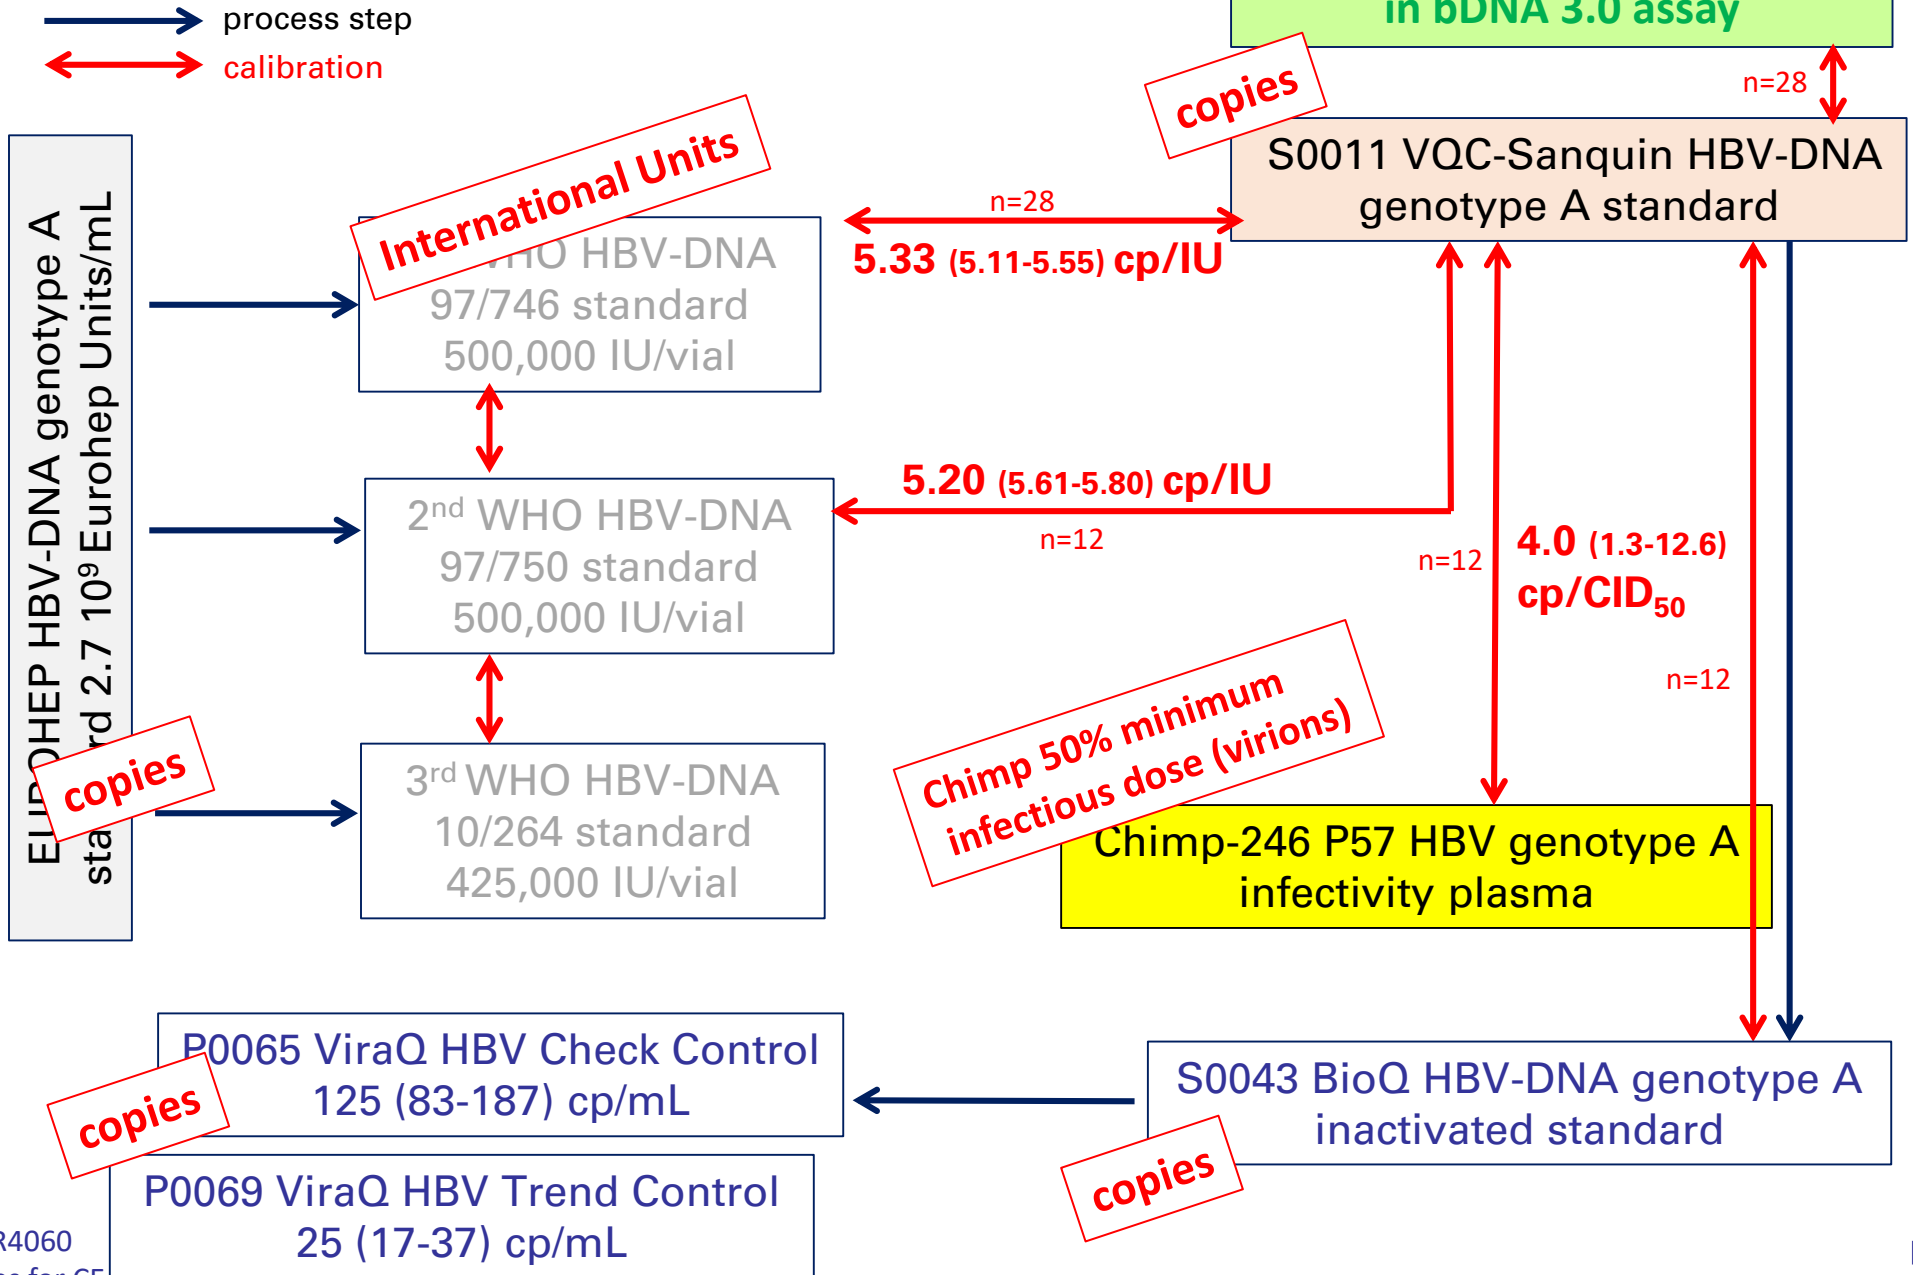 process step
calibration
in bDNA 3.0 assay
copies
n=28
S0011 VQC-Sanquin HBV-DNA
genotype A standard
International Units
HO HBV-DNA
97/746 standard
500,000 IU/vial
n=28
5.33 (5.11-5.55) cp/IU
EUROHEP HBV-DNA genotype A
sta rd 2.7 10⁹ Eurohep Units/mL
copies
2nd WHO HBV-DNA
97/750 standard
500,000 IU/vial
5.20 (5.61-5.80) cp/IU
n=12
n=12
4.0 (1.3-12.6)
cp/CID₅₀
n=12
3rd WHO HBV-DNA
10/264 standard
425,000 IU/vial
Chimp 50% minimum
infectious dose (virions)
Chimp-246 P57 HBV genotype A
infectivity plasma
P0065 ViraQ HBV Check Control
125 (83-187) cp/mL
copies
S0043 BioQ HBV-DNA genotype A
inactivated standard
copies
P0069 ViraQ HBV Trend Control
25 (17-37) cp/mL
R4060
for CE